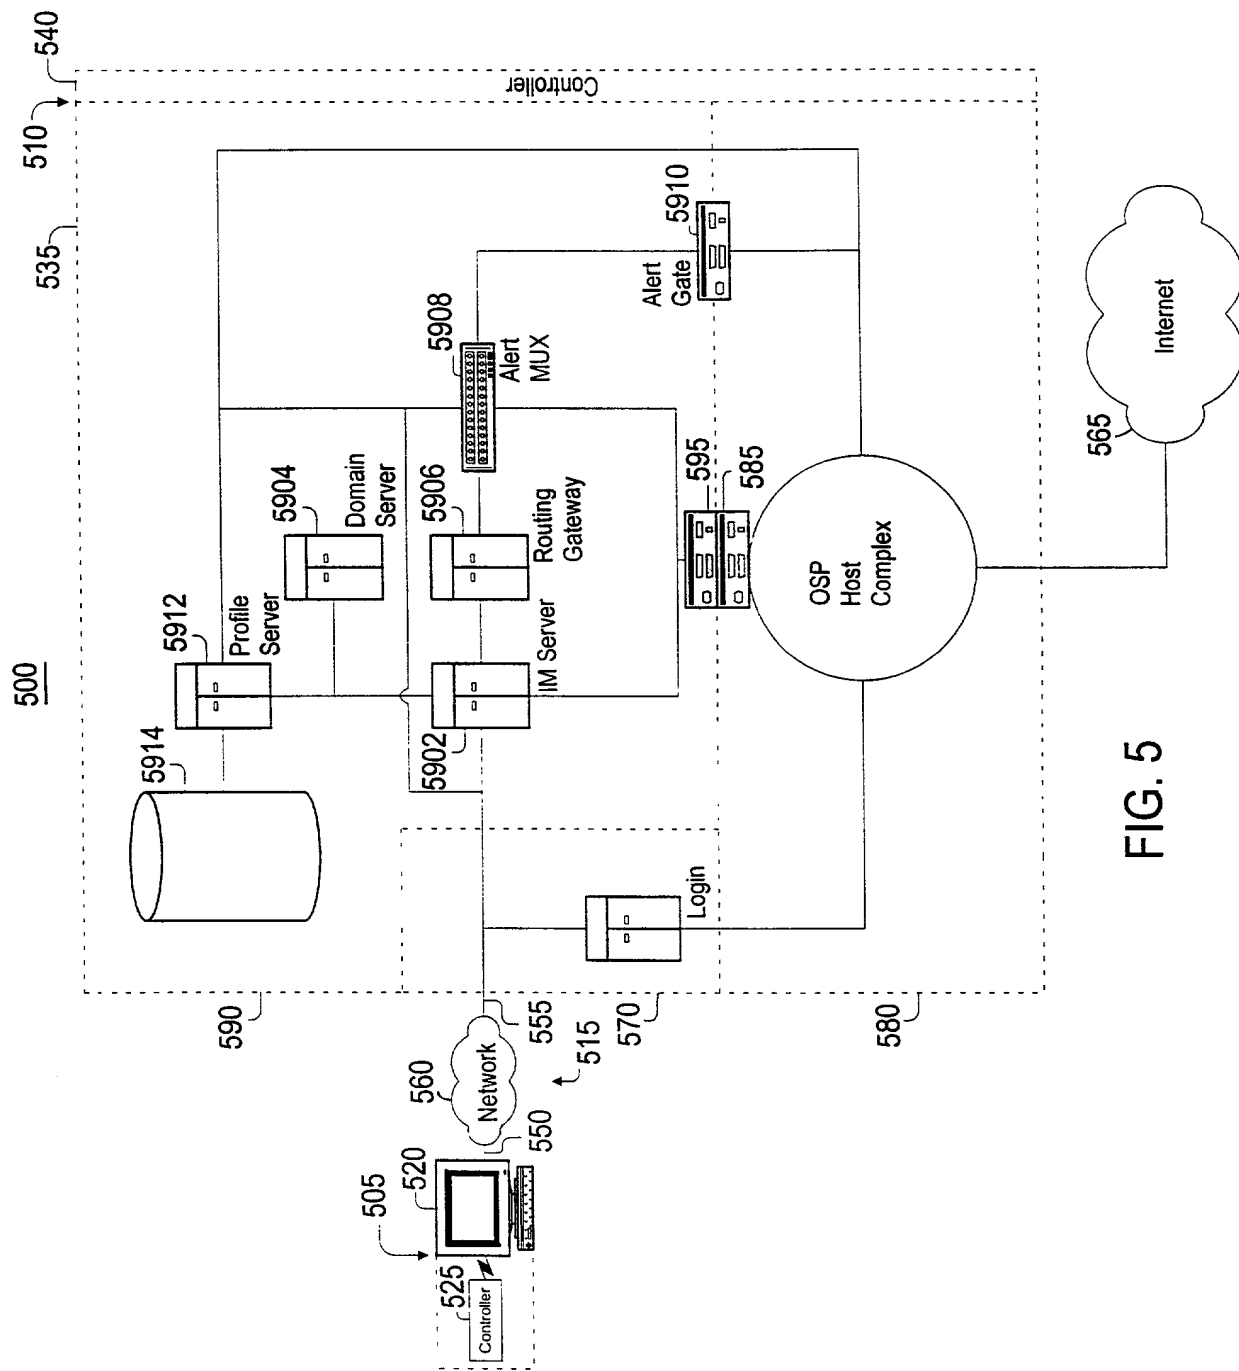 500
510
540
535
Controller
5914
5912
Profile
Server
5904
Domain
Server
5908
Alert
MUX
5910
Alert
Gate
5906
Routing
Gateway
5902
IM Server
595
585
590
505
520
525
Controller
560
Network
550
555
515
570
Login
580
OSP
Host
Complex
565
Internet
FIG. 5